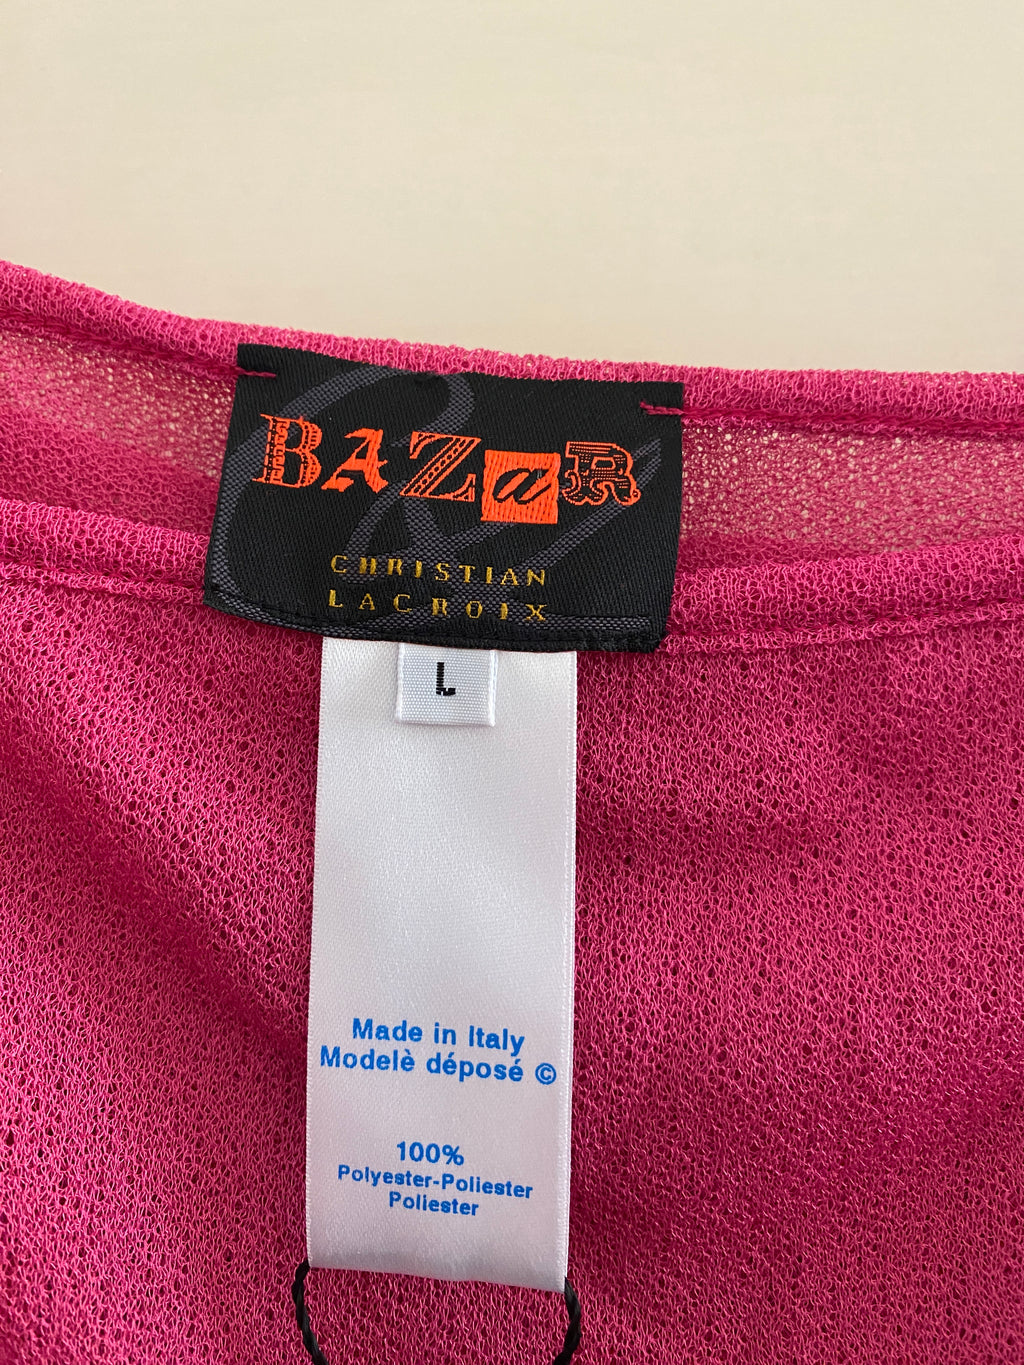 BAZaR
CHRISTIAN
LACROIX
L
Made in Italy
Modelè déposé ©
100%
Polyester-Poliester
Poliester